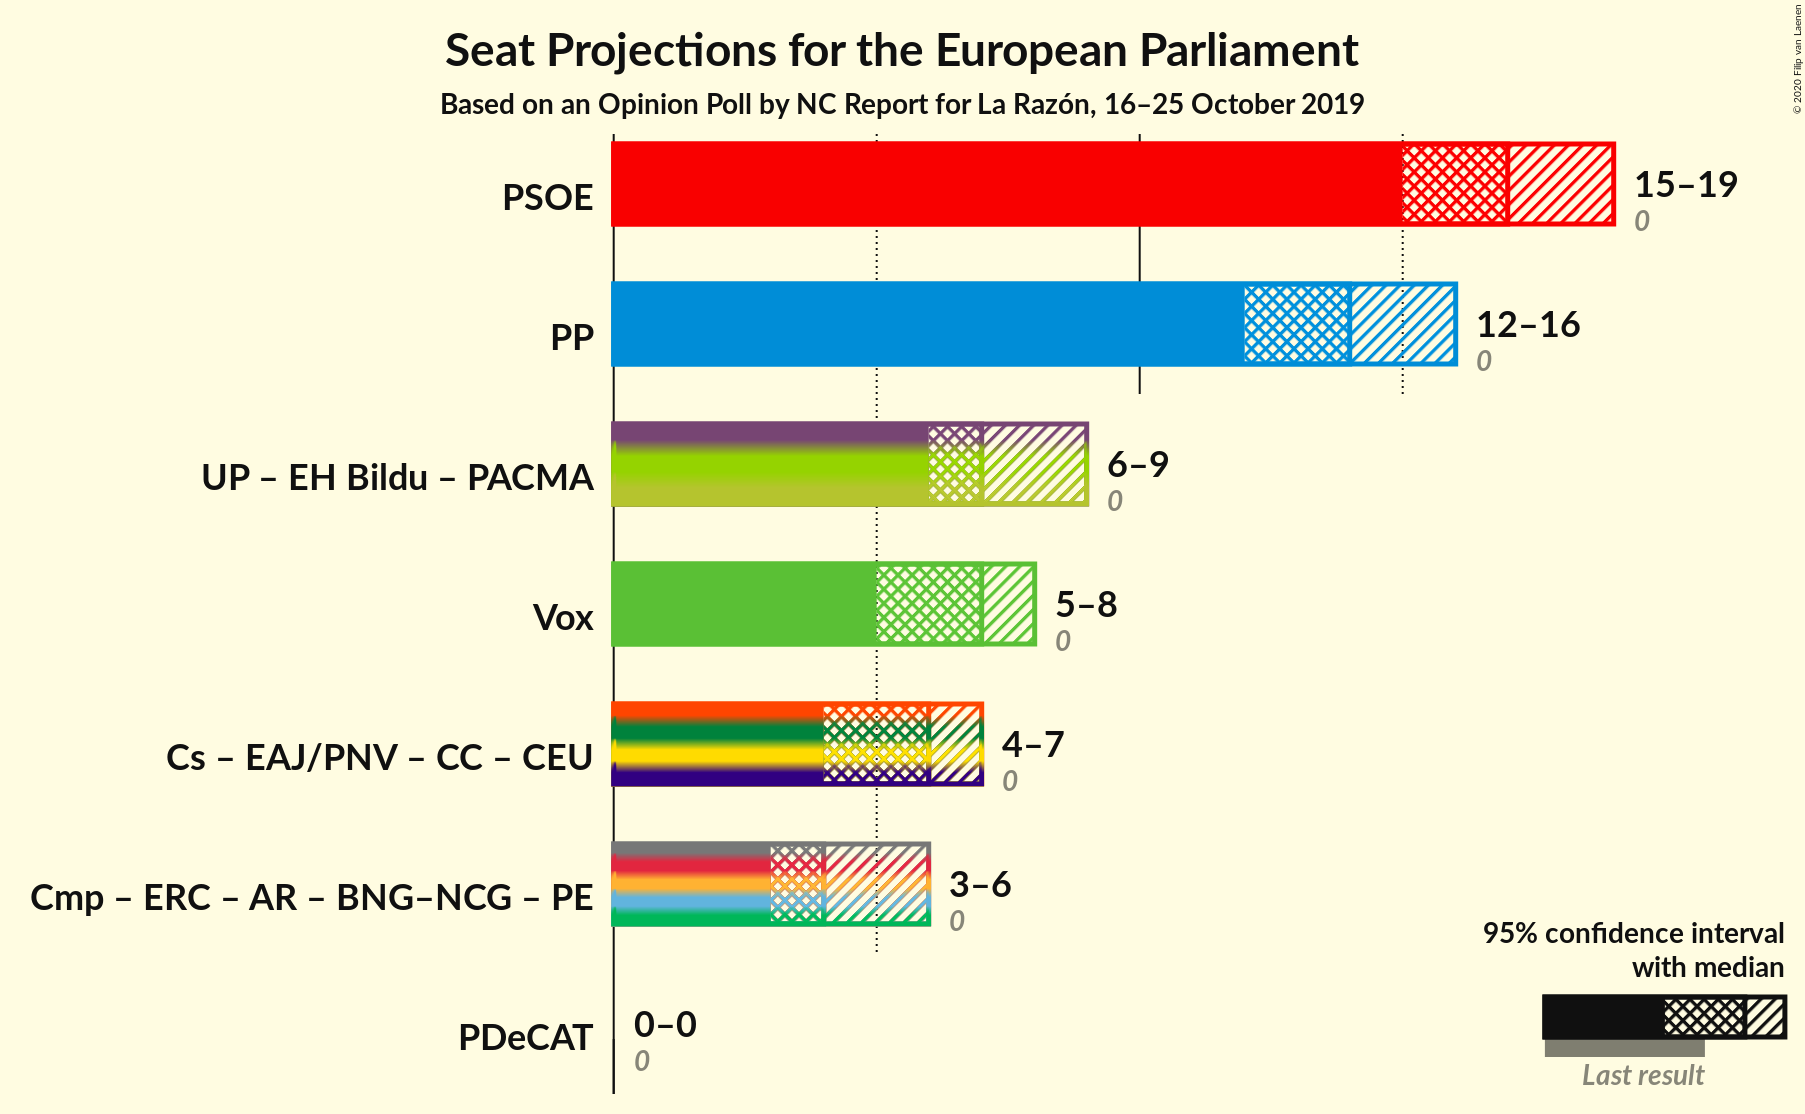 Seat Projections for the European Parliament
Based on an Opinion Poll by NC Report for La Razón, 16–25 October 2019
© 2020 Filip van Laenen
PSOE
15–19
0
PP
12–16
0
UP – EH Bildu – PACMA
6–9
0
Vox
5–8
0
Cs – EAJ/PNV – CC – CEU
4–7
0
Cmp – ERC – AR – BNG–NCG – PE
3–6
0
PDeCAT
0–0
0
95% confidence interval
with median
Last result